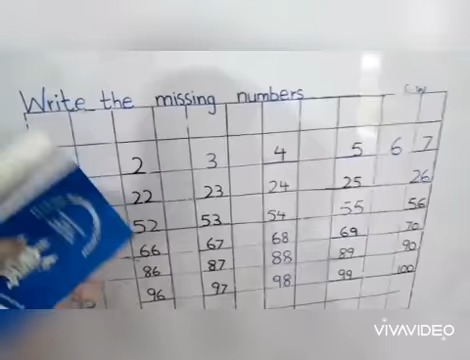 Write the missing numbers C.W
2 3 4 5 6 7
22 23 24 25 26
52 53 54 55 56
66 67 68 69 70
86 87 88 89 90
96 97 98 99 100
VIVAVIDEO